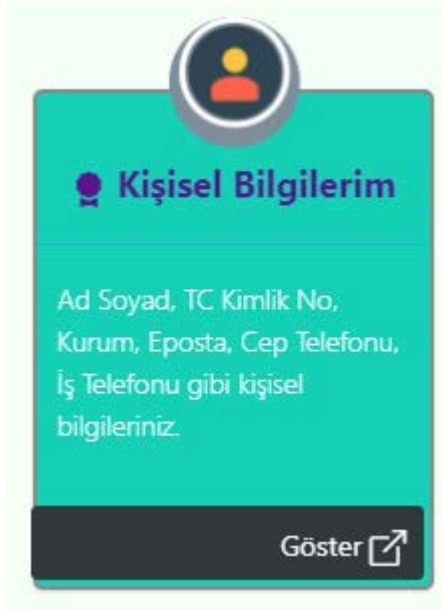 Kişisel Bilgilerim
Ad Soyad, TC Kimlik No,
Kurum, Eposta, Cep Telefonu,
İş Telefonu gibi kişisel
bilgileriniz.
Göster